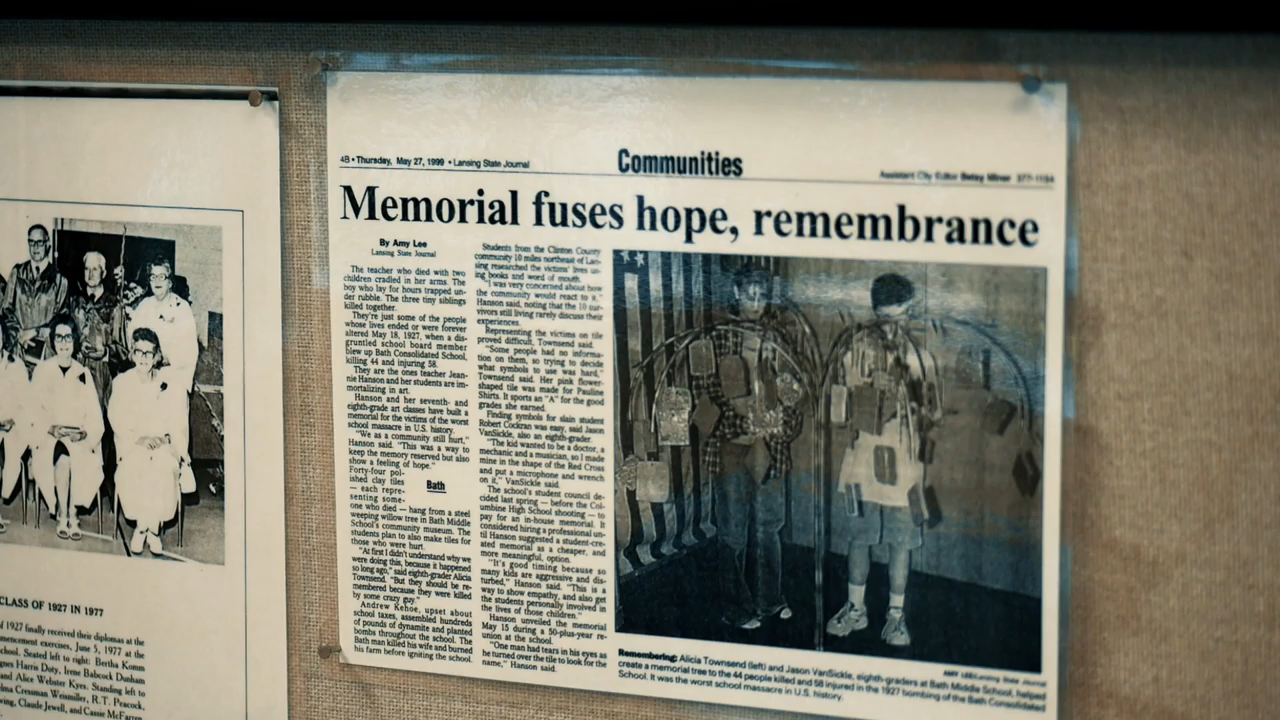 4B • Thursday, May 27, 1999 • Lansing State Journal
Communities
Assistant City Editor Betsy Miner 377-1154
Memorial fuses hope, remembrance
By Amy Lee
Lansing State Journal
The teacher who died with two
children cradled in her arms. The
boy who lay for hours trapped un-
der rubble. The three tiny siblings
killed together.
They're just some of the people
whose lives ended or were forever
altered May 18, 1927, when a dis-
gruntled school board member
blew up Bath Consolidated School,
killing 44 and injuring 58.
They are the ones teacher Jean-
nie Hanson and her students are im-
mortalizing in art.
Hanson and her seventh- and
eighth-grade art classes have built a
memorial for the victims of the worst
school massacre in U.S. history.
"We as a community still hurt,"
Hanson said. "This was a way to
keep the memory reserved but also
show a feeling of hope."
Forty-four pol-
ished clay tiles
— each repre-
senting some-
one who died — hang from a steel
weeping willow tree in Bath Middle
School's community museum. The
students plan to also make tiles for
those who were hurt.
"At first I didn't understand why we
were doing this, because it happened
so long ago," said eighth-grader Alicia
Townsend. "But they should be re-
membered because they were killed
by some crazy guy."
Andrew Kehoe, upset about
school taxes, assembled hundreds
of pounds of dynamite and planted
bombs throughout the school. The
Bath man killed his wife and burned
his farm before igniting the school.
Bath
Students from the Clinton County
community 10 miles northeast of Lan-
sing researched the victims' lives us-
ing books and word of mouth.
"I was very concerned about how
the community would react to it,"
Hanson said, noting that the 10 sur-
vivors still living rarely discuss their
experiences.
Representing the victims on tile
proved difficult, Townsend said.
"Some people had no informa-
tion on them, so trying to decide
what symbols to use was hard,"
Townsend said. Her pink flower-
shaped tile was made for Pauline
Shirts. It sports an "A" for the good
grades she earned.
Finding symbols for slain student
Robert Cockran was easy, said Jason
VanSickle, also an eighth-grader.
"The kid wanted to be a doctor, a
mechanic and a musician, so I made
mine in the shape of the Red Cross
and put a microphone and wrench
on it," VanSickle said.
The school's student council de-
cided last spring — before the Col-
umbine High School shooting — to
pay for an in-house memorial. It
considered hiring a professional un-
til Hanson suggested a student-cre-
ated memorial as a cheaper, and
more meaningful, option.
"It's good timing because so
many kids are aggressive and dis-
turbed," Hanson said. "This is a
way to show empathy, and also get
the students personally involved in
the lives of those children."
Hanson unveiled the memorial
May 15 during a 50-plus-year re-
union at the school.
"One man had tears in his eyes as
he turned over the tile to look for the
name," Hanson said.
AMY LEE/Lansing State Journal
Remembering: Alicia Townsend (left) and Jason VanSickle, eighth-graders at Bath Middle School, helped
create a memorial tree to the 44 people killed and 58 injured in the 1927 bombing of the Bath Consolidated
School. It was the worst school massacre in U.S. history.
CLASS OF 1927 IN 1977
of 1927 finally received their diplomas at the
mencement exercises, June 5, 1977 at the
chool. Seated left to right: Bertha Komm
gnes Harris Doty, Irene Babcock Dunham
and Alice Webster Kyes. Standing left to
lma Cressman Weismiller, R.T. Peacock,
wing, Claude Jewell, and Cassie McFarren